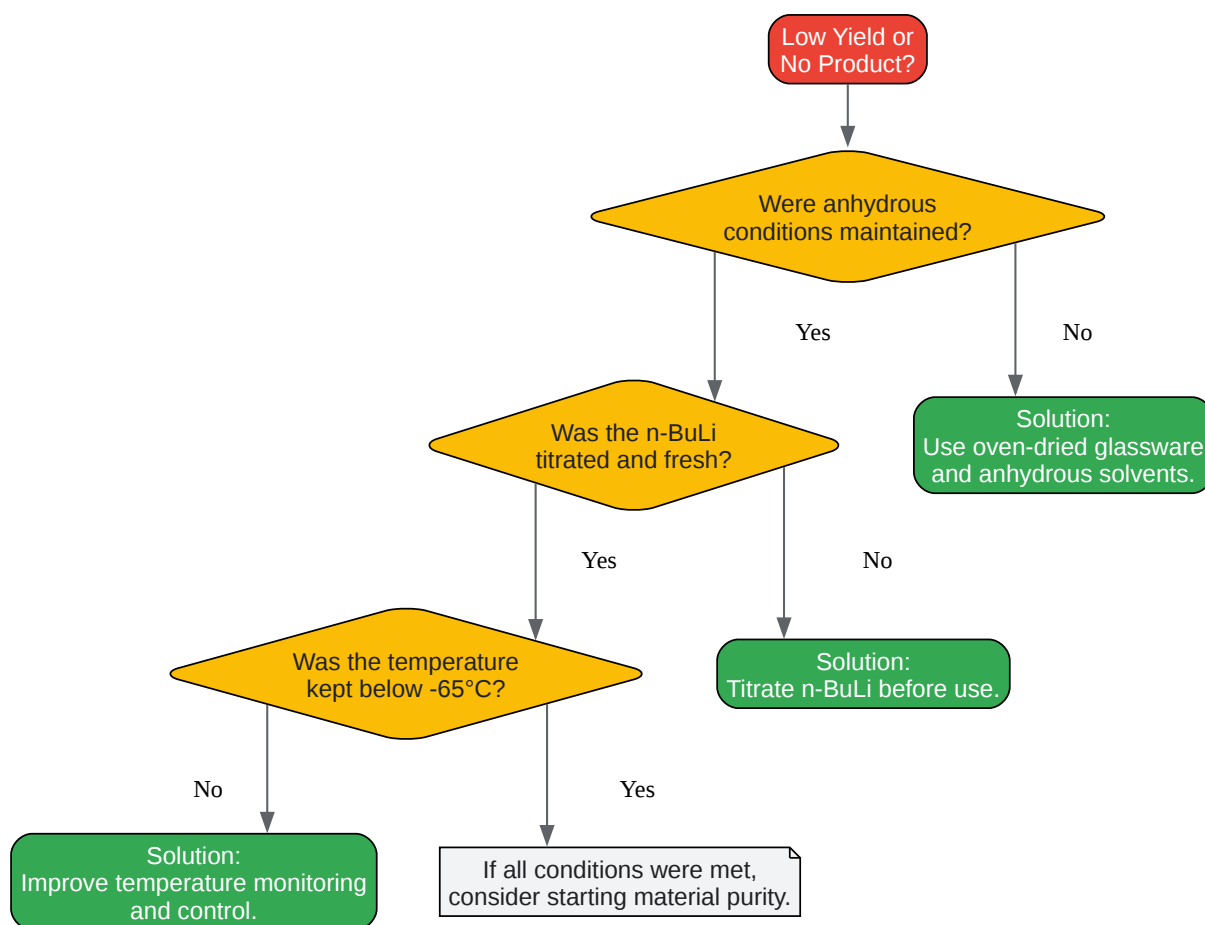 Low Yield or
No Product?
Were anhydrous
conditions maintained?
Yes
No
Was the n-BuLi
titrated and fresh?
Solution:
Use oven-dried glassware
and anhydrous solvents.
Yes
No
Was the temperature
kept below -65°C?
Solution:
Titrate n-BuLi before use.
No
Yes
Solution:
Improve temperature monitoring
and control.
If all conditions were met,
consider starting material purity.